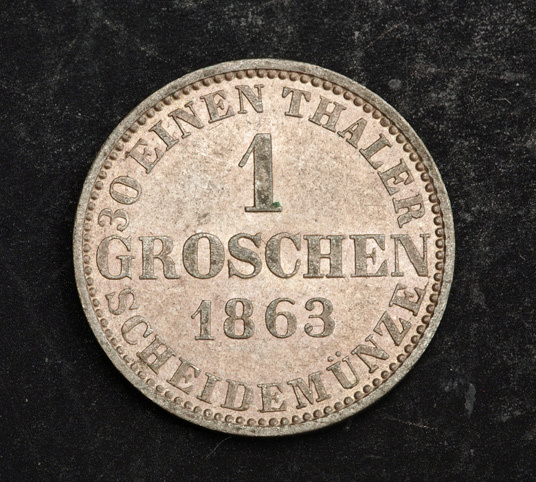 30 EINEN THALER
1
GROSCHEN
1863
SCHEIDEMÜNZE